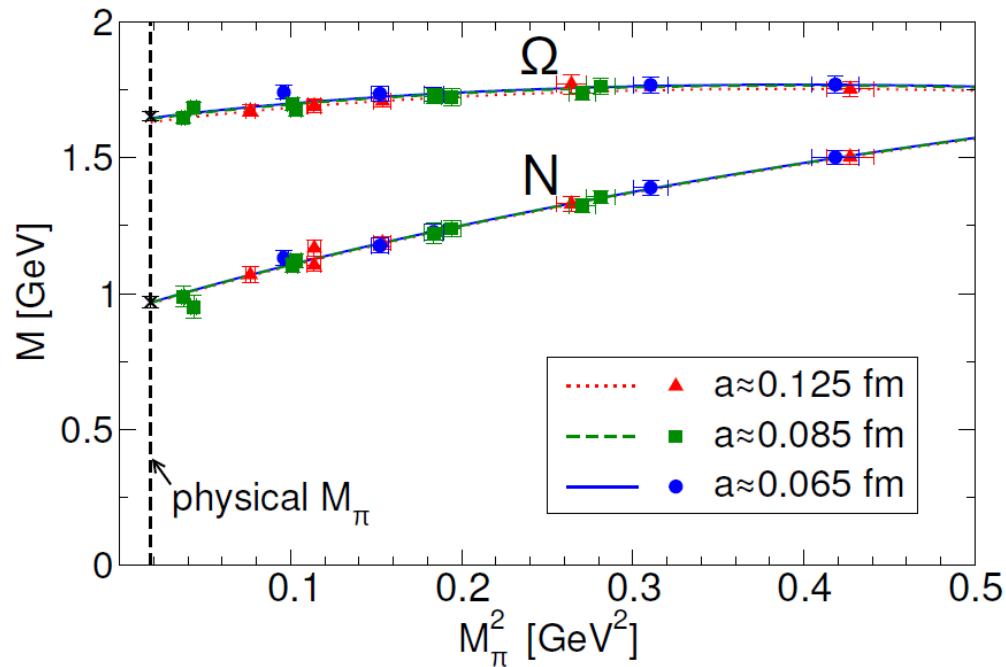 2
Ω
1.5
M [GeV]
N
1
a≈0.125 fm
0.5
a≈0.085 fm
physical Mπ
a≈0.065 fm
0
0.1
0.2
0.3
0.4
0.5
Mπ² [GeV²]